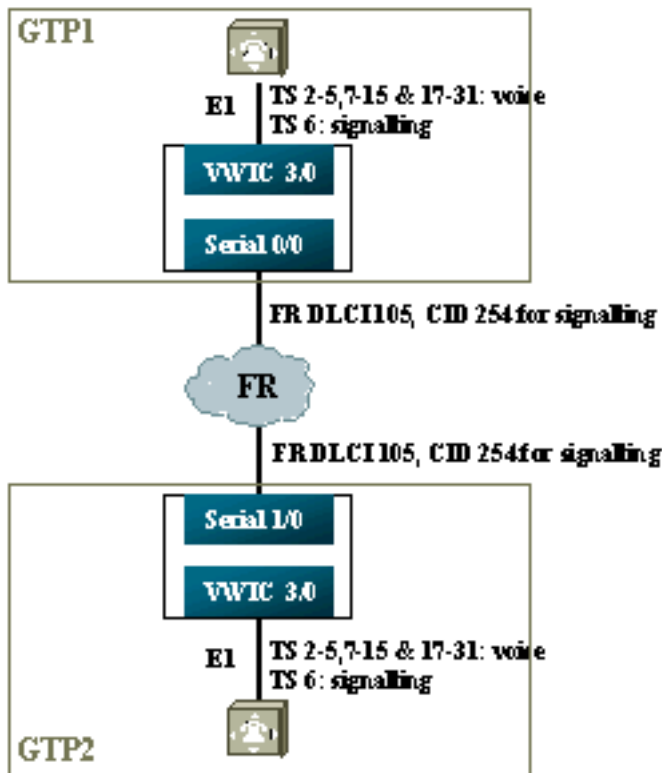 GTP1
E1
TS 2-5,7-15 & 17-31: voice
TS 6: signalling
VWIC 3/0
Serial 0/0
FR DLCI 105, CID 254 for signalling
FR
FR DLCI 105, CID 254 for signalling
Serial 1/0
VWIC 3/0
E1
TS 2-5,7-15 & 17-31: voice
TS 6: signalling
GTP2